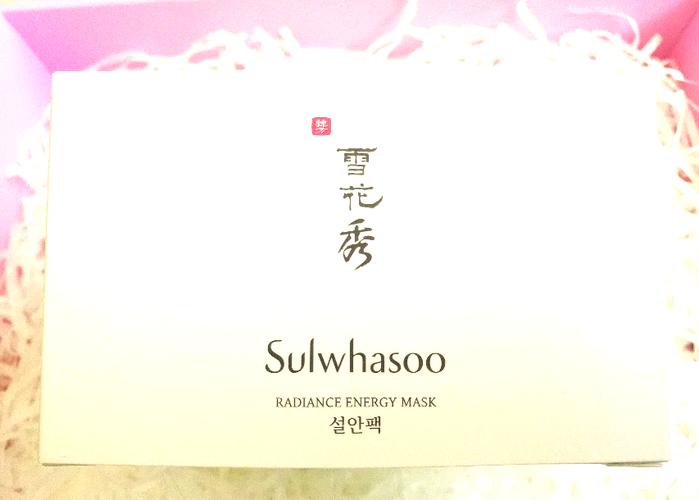 雪
花
秀
Sulwhasoo
RADIANCE ENERGY MASK
설안팩